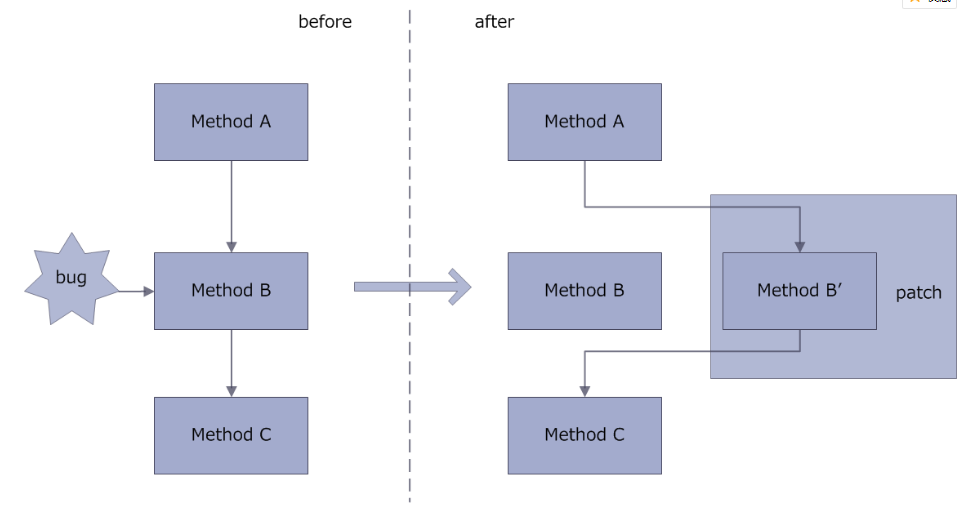 before
after
Method A
Method A
bug
Method B
Method B
Method B′
patch
Method C
Method C